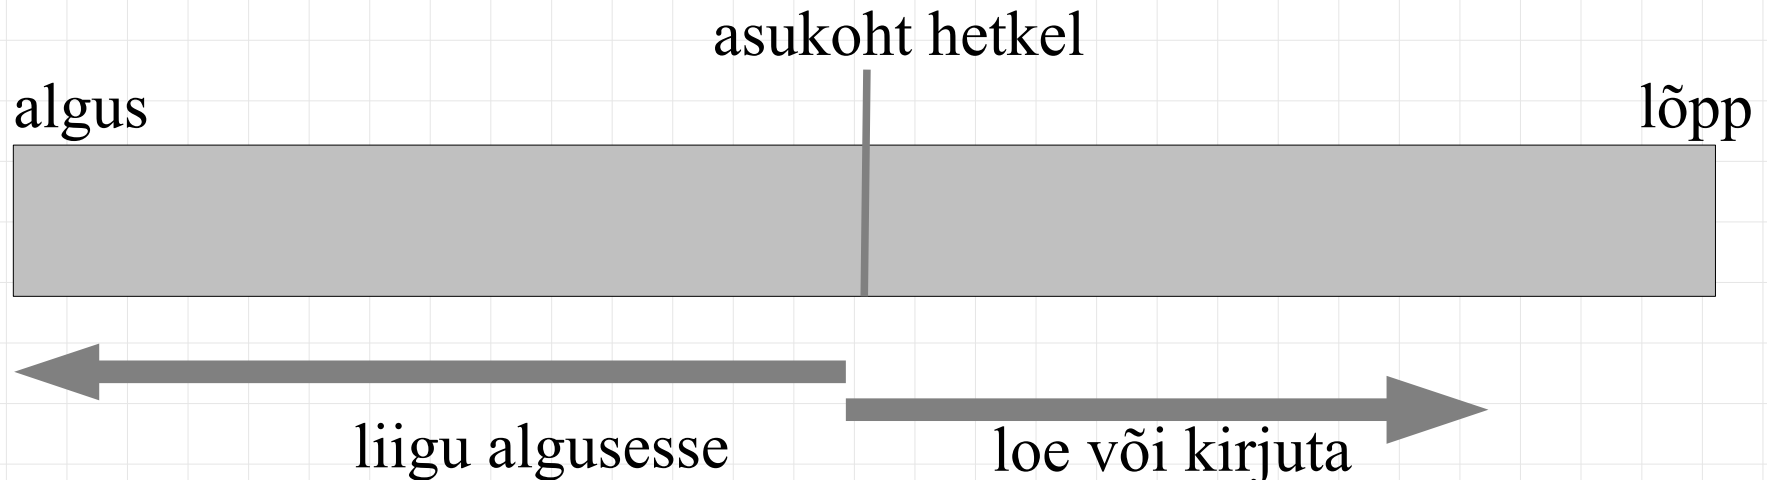 asukoht hetkel
algus
lõpp
liigu algusesse
loe või kirjuta